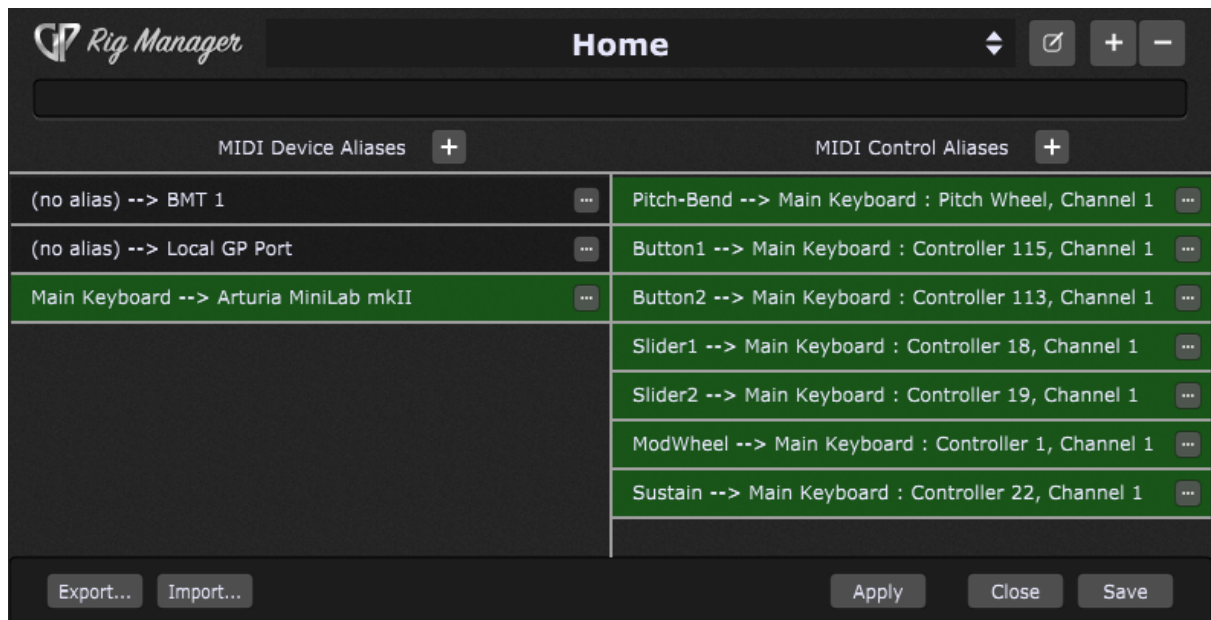 GP Rig Manager
Home
MIDI Device Aliases +
MIDI Control Aliases +
(no alias) --> BMT 1
(no alias) --> Local GP Port
Main Keyboard --> Arturia MiniLab mkII
Pitch-Bend --> Main Keyboard : Pitch Wheel, Channel 1
Button1 --> Main Keyboard : Controller 115, Channel 1
Button2 --> Main Keyboard : Controller 113, Channel 1
Slider1 --> Main Keyboard : Controller 18, Channel 1
Slider2 --> Main Keyboard : Controller 19, Channel 1
ModWheel --> Main Keyboard : Controller 1, Channel 1
Sustain --> Main Keyboard : Controller 22, Channel 1
Export... Import... Apply Close Save